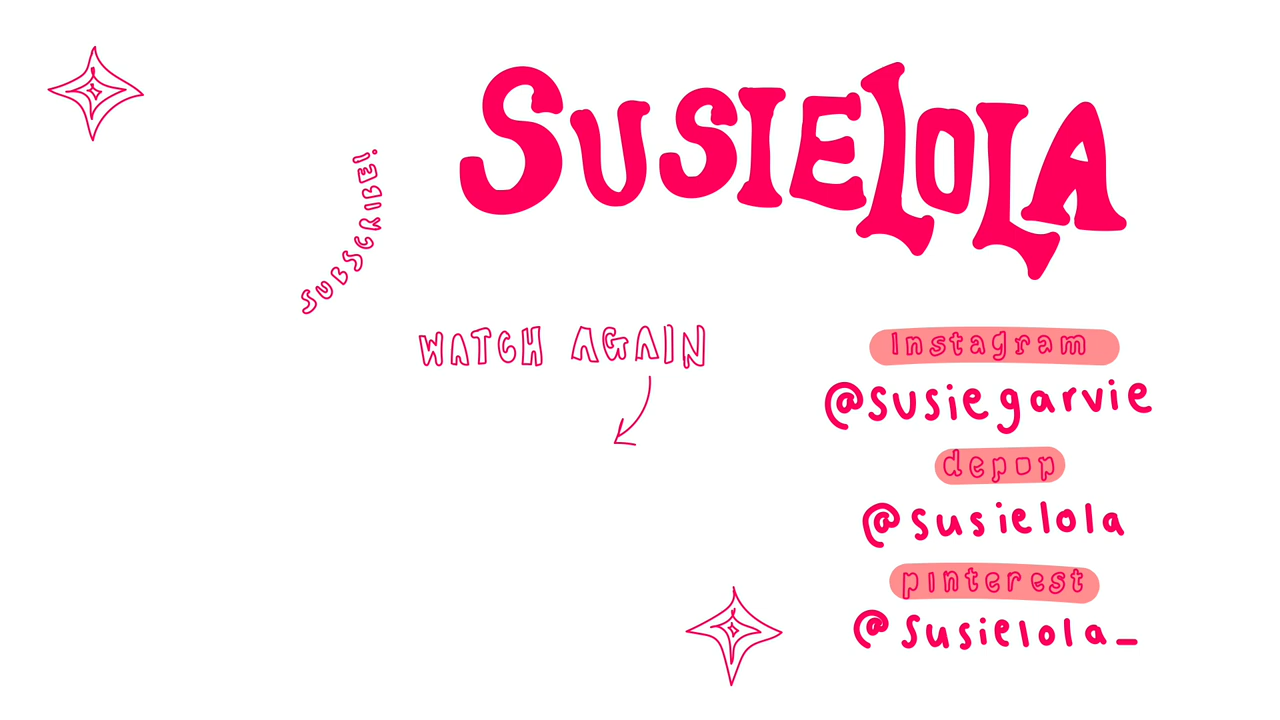 SUSIELOLA
SUBSCRIBE!
WATCH AGAIN
Instagram
@susiegarvie
depop
@susielola
pinterest
@susielola_